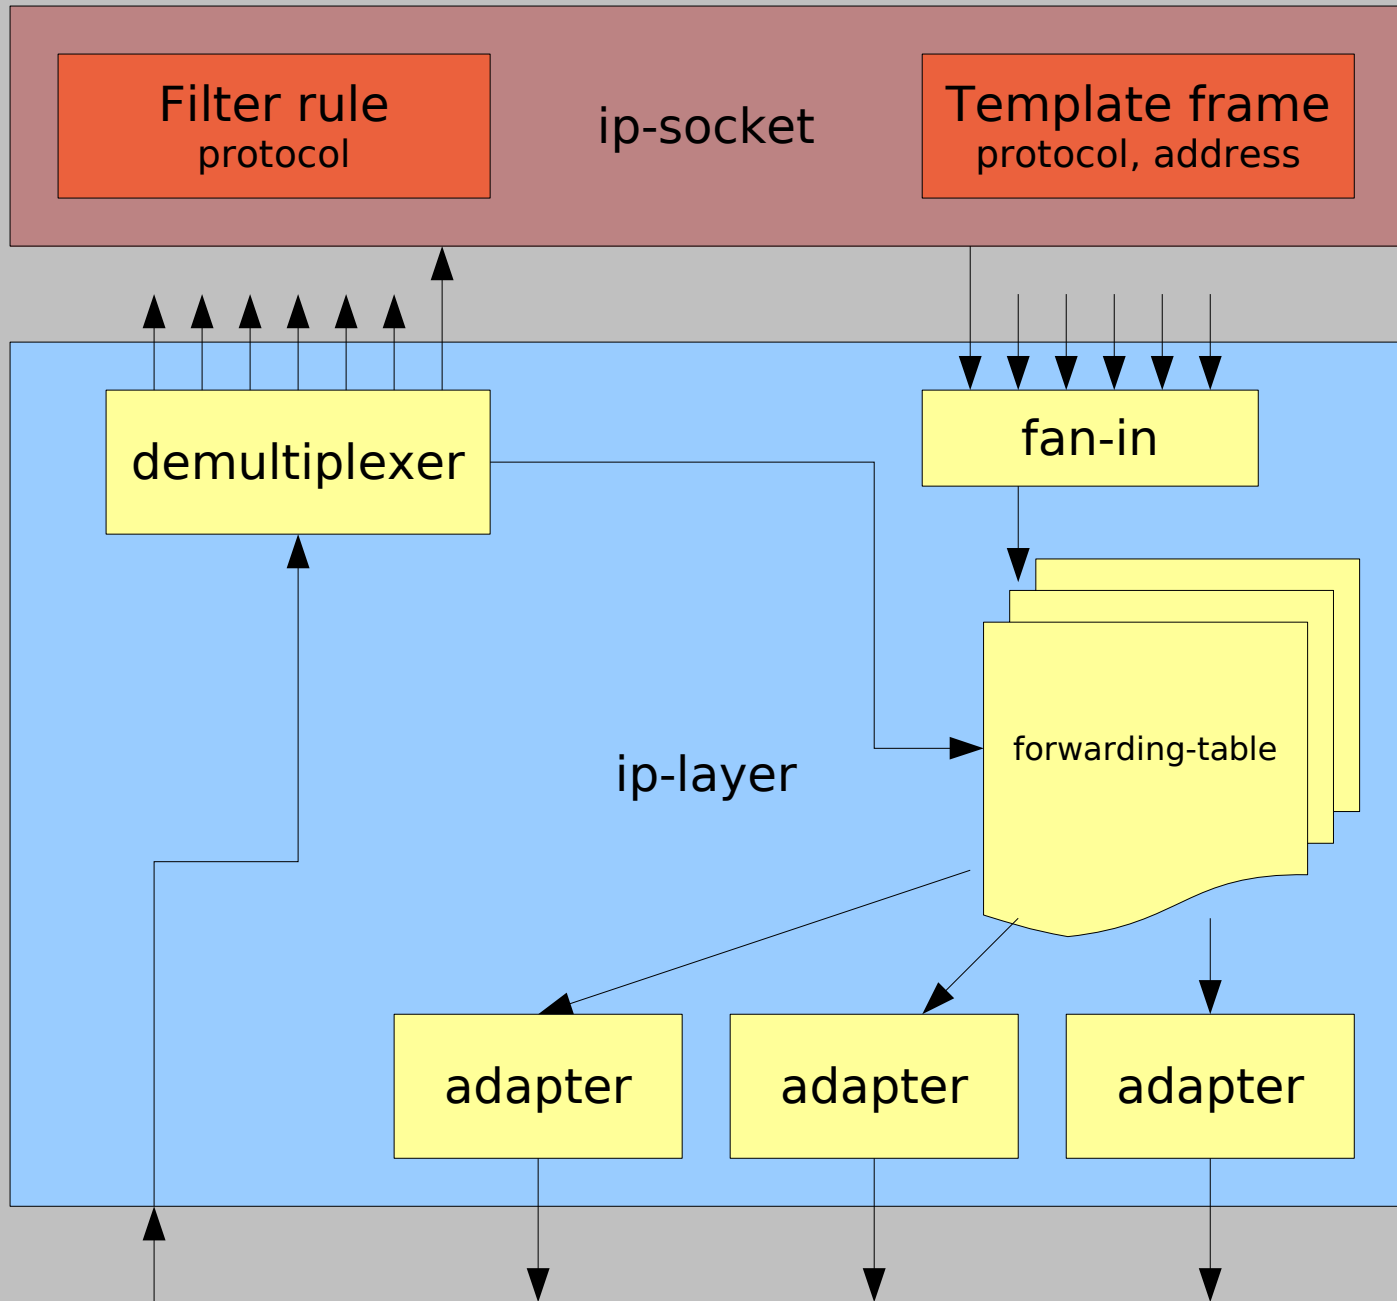 Filter rule
protocol
ip-socket
Template frame
protocol, address
demultiplexer
fan-in
forwarding-table
ip-layer
adapter
adapter
adapter